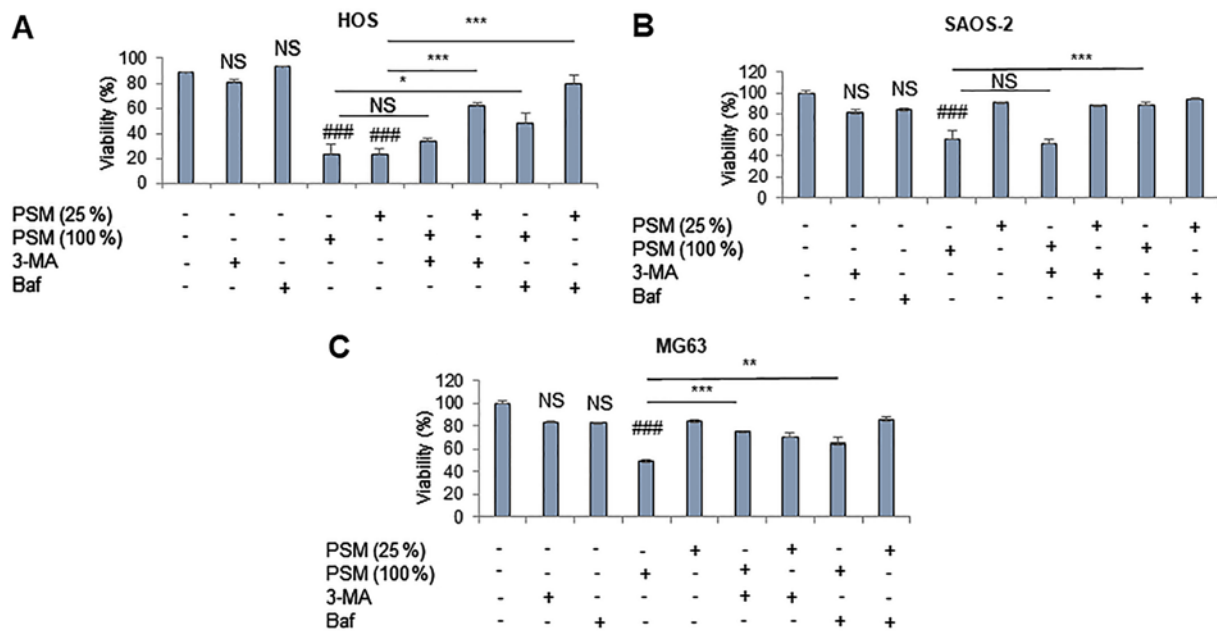 A
HOS
Viability (%)
100
80
60
40
20
0
NS
NS
###
###
NS
*
***
***
PSM (25 %) - - - - + - + - +
PSM (100 %) - - - + - + - + -
3-MA - + - - - + + - -
Baf - - + - - - - + +
B
SAOS-2
Viability (%)
120
100
80
60
40
20
0
NS
NS
###
NS
***
PSM (25 %) - - - - + - + - +
PSM (100 %) - - - + - + - + -
3-MA - + - - - + + - -
Baf - - + - - - - + +
C
MG63
Viability (%)
120
100
80
60
40
20
0
NS
NS
###
***
**
PSM (25 %) - - - - + - + - +
PSM (100 %) - - - + - + - + -
3-MA - + - - - + + - -
Baf - - + - - - - + +